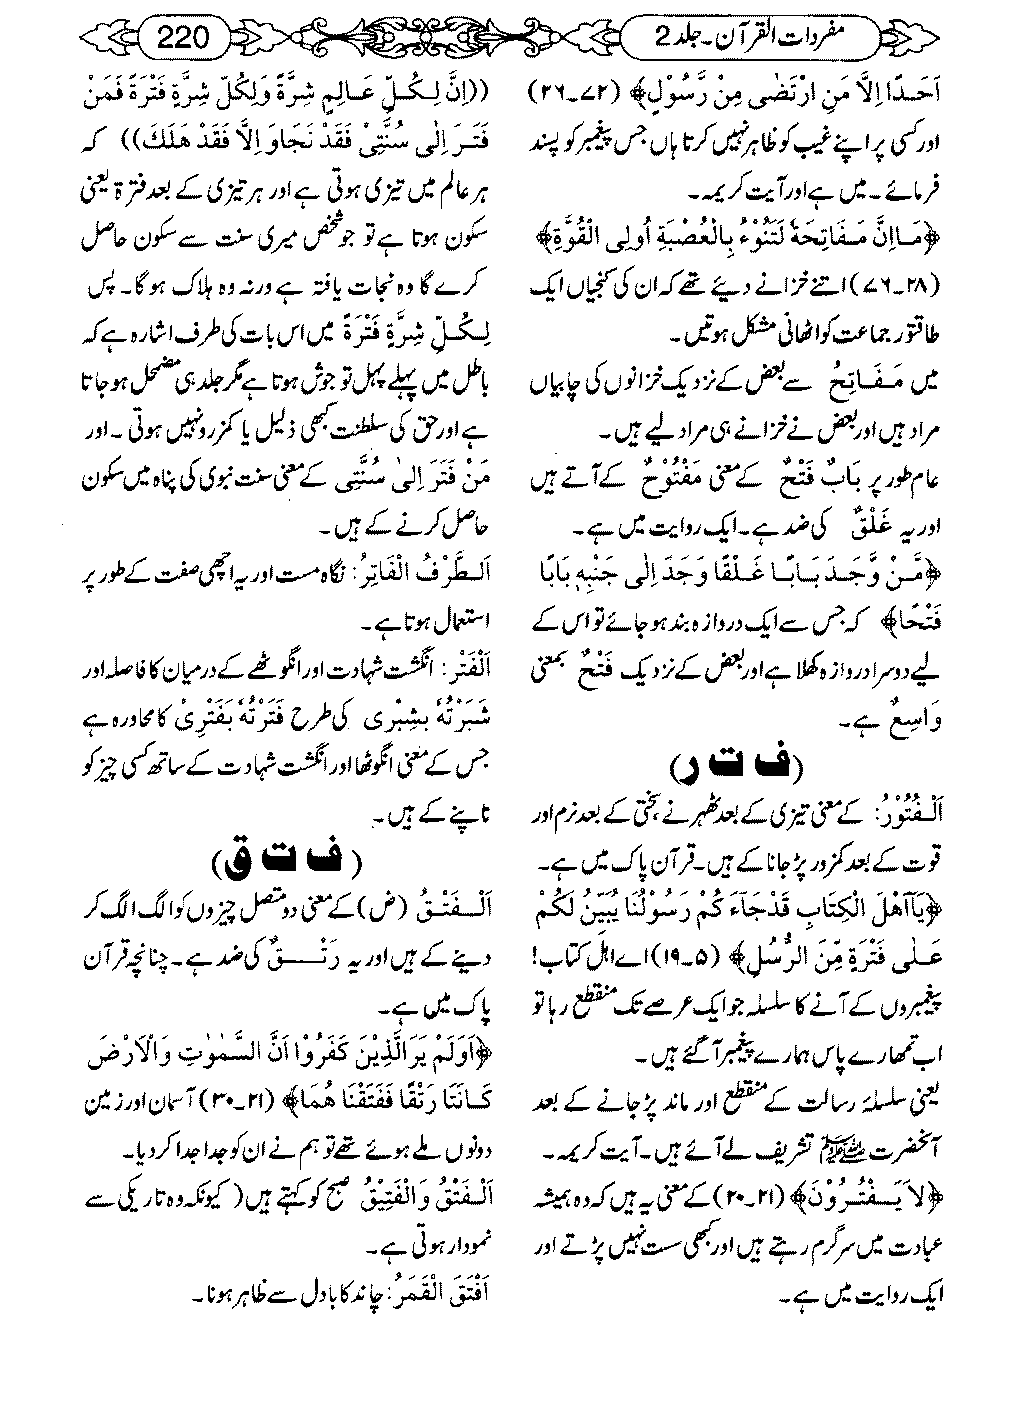 مفردات القرآن۔جلد 2
220
اَحَدًا اِلَّا مَنِ ارْتَضٰی مِنْ رَّسُوْلٍ﴾ (۷۲۔۲۶)
اور کسی پر اپنے غیب کو ظاہر نہیں کرتا ہاں جس پیغمبر کو پسند
فرمائے۔ میں ہے اور آیت کریمہ۔
﴿مَا اِنَّ مَفَاتِحَهٗ لَتَنُوْءُ بِالْعُصْبَةِ اُولِی الْقُوَّةِ﴾
(۲۸۔۷۶) اتنے خزانے دیئے تھے کہ ان کی کنجیاں ایک
طاقتور جماعت کو اٹھانی مشکل ہوتیں۔
میں مَفَاتِحُ سے بعض کے نزدیک خزانوں کی چابیاں
مراد ہیں اور بعض نے خزانے ہی مراد لیے ہیں۔
عام طور پر بَابٌ فَتْحٌ کے معنی مَفْتُوْحٌ کے آتے ہیں
اور یہ غَلْقٌ کی ضد ہے۔ ایک روایت میں ہے۔
﴿مَنْ وَّجَدَ بَابًا غَلَقًا وَجَدَ اِلٰی جَنْبِهٖ بَابًا
فَتْحًا﴾ کہ جس سے ایک دروازہ بند ہو جائے تو اس کے
لیے دوسرا دروازہ کھلا ہے اور بعض کے نزدیک فَتْحٌ بمعنی
وَاسِعٌ ہے۔
(ف ت ر)
اَلْفُتُوْرُ: کے معنی تیزی کے بعد ٹھہرنے، سختی کے بعد نرم اور
قوت کے بعد کمزور پڑ جانا کے ہیں۔ قرآن پاک میں ہے۔
﴿یَاَاھْلَ الْکِتَابِ قَدْجَآءَ کُمْ رَسُوْلُنَا یُبَیِّنُ لَکُمْ
عَلٰی فَتْرَةٍ مِّنَ الرُّسُلِ﴾ (۵۔۱۹) اے اہل کتاب!
پیغمبروں کے آنے کا سلسلہ جو ایک عرصے تک منقطع رہا تو
اب تمھارے پاس ہمارے پیغمبر آگئے ہیں۔
یعنی سلسلۂ رسالت کے منقطع اور ماند پڑ جانے کے بعد
آنحضرت ﷺ تشریف لے آئے ہیں۔ آیت کریمہ۔
﴿لَا یَفْتُرُوْنَ﴾ (۲۱۔۲۰) کے معنی یہ ہیں کہ وہ ہمیشہ
عبادت میں سرگرم رہتے ہیں اور کبھی سست نہیں پڑتے اور
ایک روایت میں ہے۔
((اِنَّ لِکُلِّ عَالِمٍ شِرَّةً وَلِکُلِّ شِرَّةٍ فَتْرَةً فَمَنْ
فَتَرَ اِلٰی سُنَّتِیْ فَقَدْ نَجَاوَ اِلَّا فَقَدْ هَلَكَ)) کہ
ہر عالم میں تیزی ہوتی ہے اور ہر تیزی کے بعد فترۃ یعنی
سکون ہوتا ہے تو جو شخص میری سنت سے سکون حاصل
کرے گا وہ نجات یافتہ ہے ورنہ وہ ہلاک ہوگا۔ پس
لِکُلِّ شِرَّةٍ فَتْرَةً میں اس بات کی طرف اشارہ ہے کہ
باطل میں پہلے پہل تو جوش ہوتا ہے مگر جلد ہی مضمحل ہو جاتا
ہے اور حق کی سلطنت کبھی ذلیل یا کمزور نہیں ہوتی۔ اور
مَنْ فَتَرَ اِلٰی سُنَّتِی کے معنی سنت نبوی کی پناہ میں سکون
حاصل کرنے کے ہیں۔
اَلطَّرْفُ الْفَاتِرُ: نگاہ مست اور یہ اچھی صفت کے طور پر
استعمال ہوتا ہے۔
اَلْفَتْرُ: انگشت شہادت اور انگوٹھے کے درمیان کا فاصلہ اور
شَبَرْتُهٗ بِشِبْرِی کی طرح فَتَرْتُهٗ بِفَتْرِیْ کا محاورہ ہے
جس کے معنی انگوٹھا اور انگشت شہادت کے ساتھ کسی چیز کو
ناپنے کے ہیں۔
(ف ت ق)
اَلْفَتْقُ (ض) کے معنی دو متصل چیزوں کو الگ الگ کر
دینے کے ہیں اور یہ رَتْقٌ کی ضد ہے۔ چنانچہ قرآن
پاک میں ہے۔
﴿اَوَلَمْ یَرَالَّذِیْنَ کَفَرُوْا اَنَّ السَّمٰوٰتِ وَالْاَرْضَ
کَانَتَا رَتْقًا فَفَتَقْنَا هُمَا﴾ (۲۱۔۳۰) آسمان اور زمین
دونوں ملے ہوئے تھے تو ہم نے ان کو جدا جدا کر دیا۔
اَلْفَتْقُ وَالْفَتِیْقُ صبح کو کہتے ہیں (کیونکہ وہ تاریکی سے
نمودار ہوتی ہے۔
اَفْتَقَ الْقَمَرُ: چاند کا بادل سے ظاہر ہونا۔